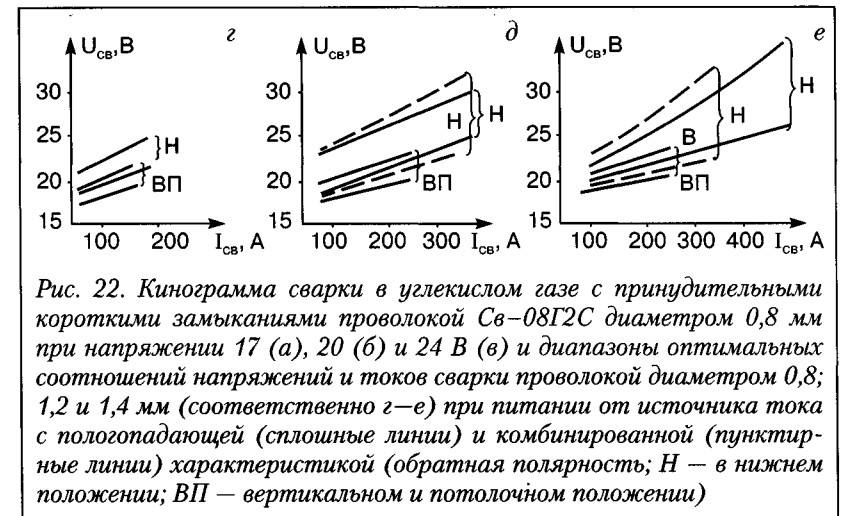 U_св,В г U_св,В д U_св,В е
30 30 30
25 Н 25 Н Н 25 В Н Н
20 ВП 20 ВП 20 ВП
15 15 15
100 200 I_св, А 100 200 300 I_св, А 100 200 300 400 I_св, А
Рис. 22. Кинограмма сварки в углекислом газе с принудительными
короткими замыканиями проволокой Св-08Г2С диаметром 0,8 мм
при напряжении 17 (а), 20 (б) и 24 В (в) и диапазоны оптимальных
соотношений напряжений и токов сварки проволокой диаметром 0,8;
1,2 и 1,4 мм (соответственно г—е) при питании от источника тока
с пологопадающей (сплошные линии) и комбинированной (пунктир-
ные линии) характеристикой (обратная полярность; Н — в нижнем
положении; ВП — вертикальном и потолочном положении)